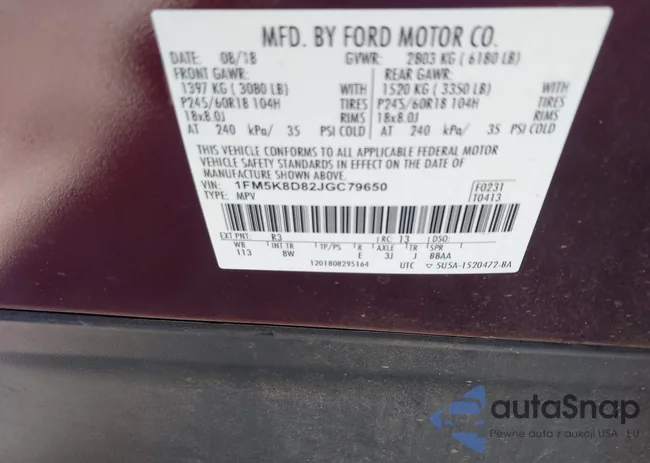 MFD. BY FORD MOTOR CO.
DATE: 08/18 GVWR: 2803 KG ( 6180 LB)
FRONT GAWR: REAR GAWR:
1397 KG ( 3080 LB) WITH 1520 KG ( 3350 LB) WITH
P245/60R18 104H TIRES P245/60R18 104H TIRES
18x8.0J RIMS 18x8.0J RIMS
AT 240 kPa/ 35 PSI COLD AT 240 kPa/ 35 PSI COLD
THIS VEHICLE CONFORMS TO ALL APPLICABLE FEDERAL MOTOR
VEHICLE SAFETY STANDARDS IN EFFECT ON THE DATE OF
MANUFACTURE SHOWN ABOVE.
VIN: 1FM5K8D82JGC79650 F0231
TYPE: MPV T0413
EXT PNT: R3 RC: 13 DSO:
WB INT TR TP/PS R AXLE TR SPR
113 8W E 3J J BBAA
1201808295164 UTC ▽ 5U5A-1520472-BA
autoSnap
Pewne auta z aukcji USA i EU